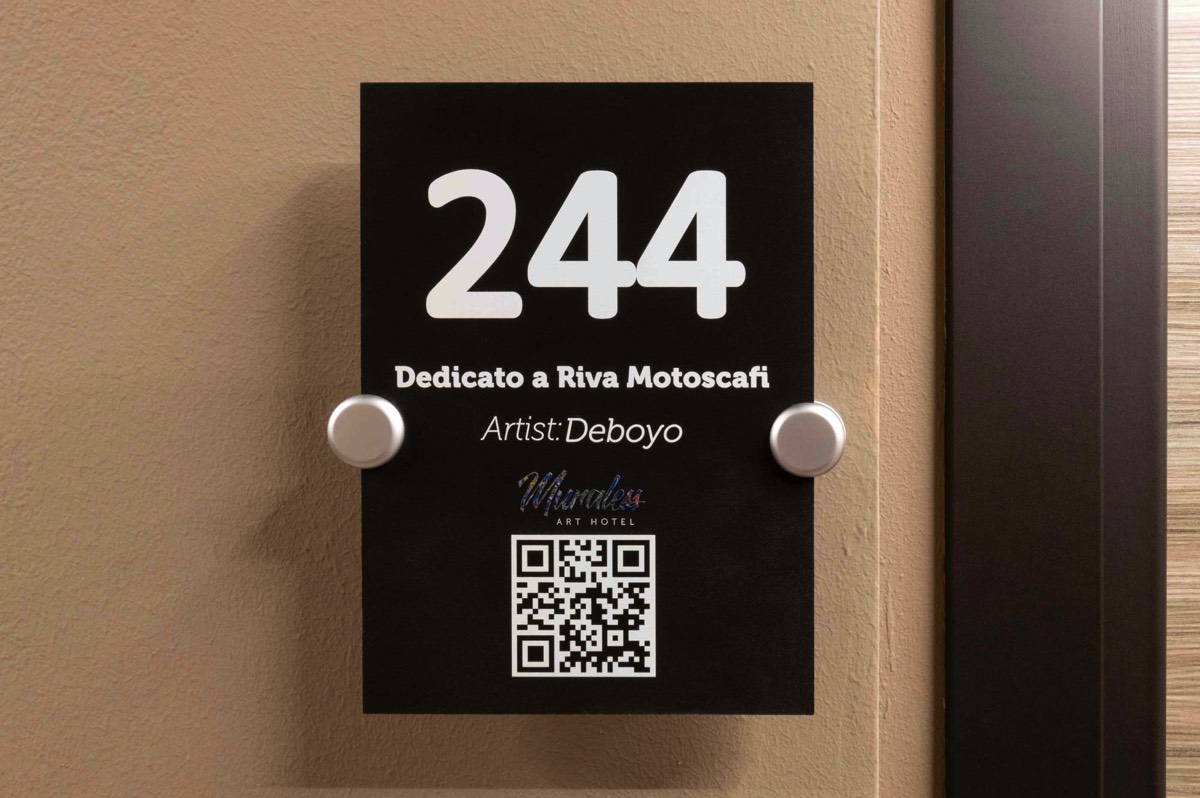 244
Dedicato a Riva Motoscafi
Artist: Deboyo
Murales
ART HOTEL